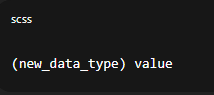 scss
(new_data_type) value